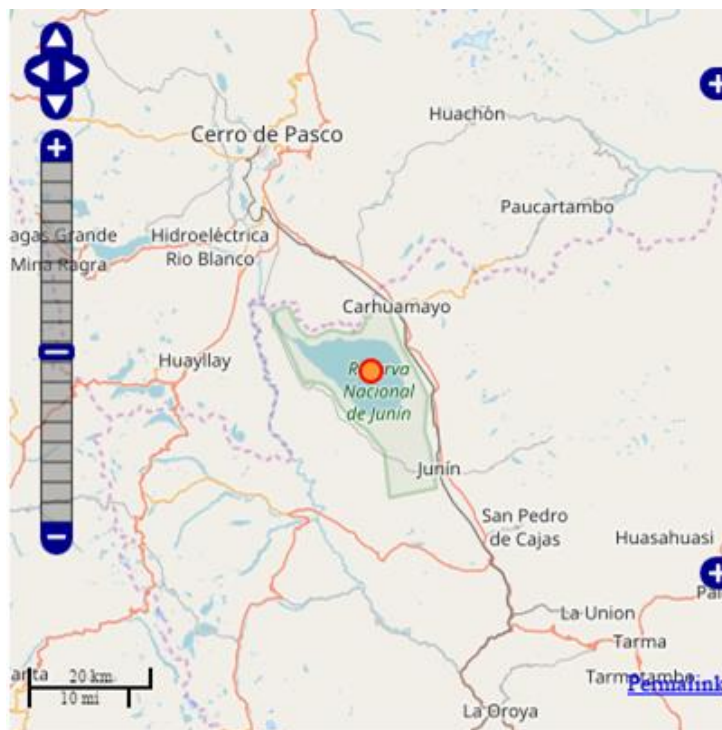 Huachón
Cerro de Pasco
Paucartambo
agas Grande
Hidroeléctrica
Mina Ragra
Rio Blanco
Carhuamayo
Huayllay
Nacional
de Junín
Junín
San Pedro
de Cajas
Huasahuasi
La Union
Tarma
20 km
10 mi
Permalink
La Oroya